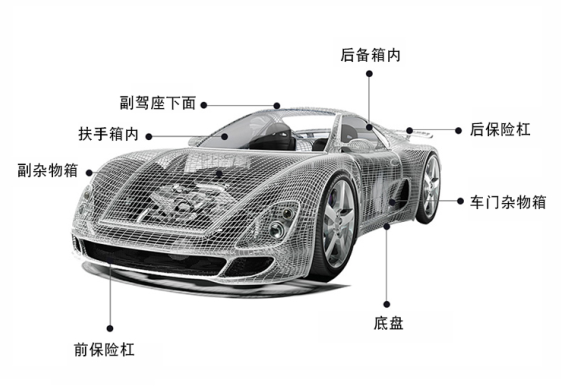 后备箱内
副驾座下面
后保险杠
扶手箱内
副杂物箱
车门杂物箱
底盘
前保险杠